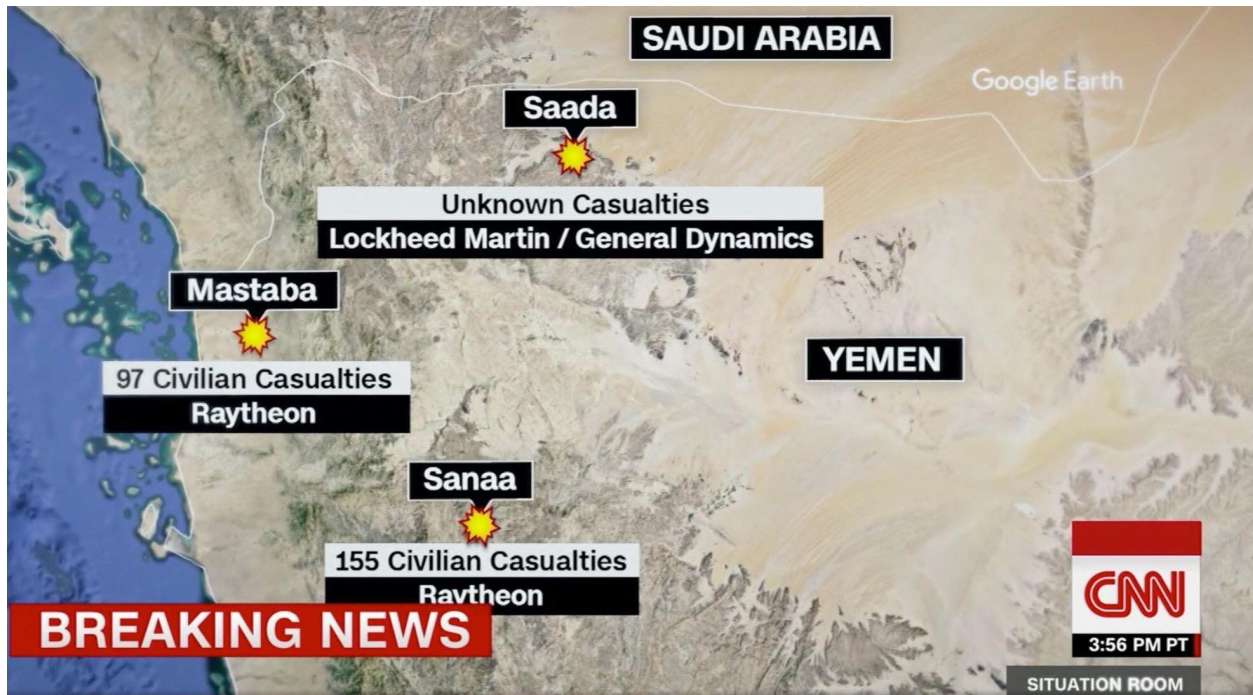 SAUDI ARABIA
Google Earth
Saada
Unknown Casualties
Lockheed Martin / General Dynamics
Mastaba
97 Civilian Casualties
Raytheon
YEMEN
Sanaa
155 Civilian Casualties
Raytheon
BREAKING NEWS
CNN
3:56 PM PT
SITUATION ROOM